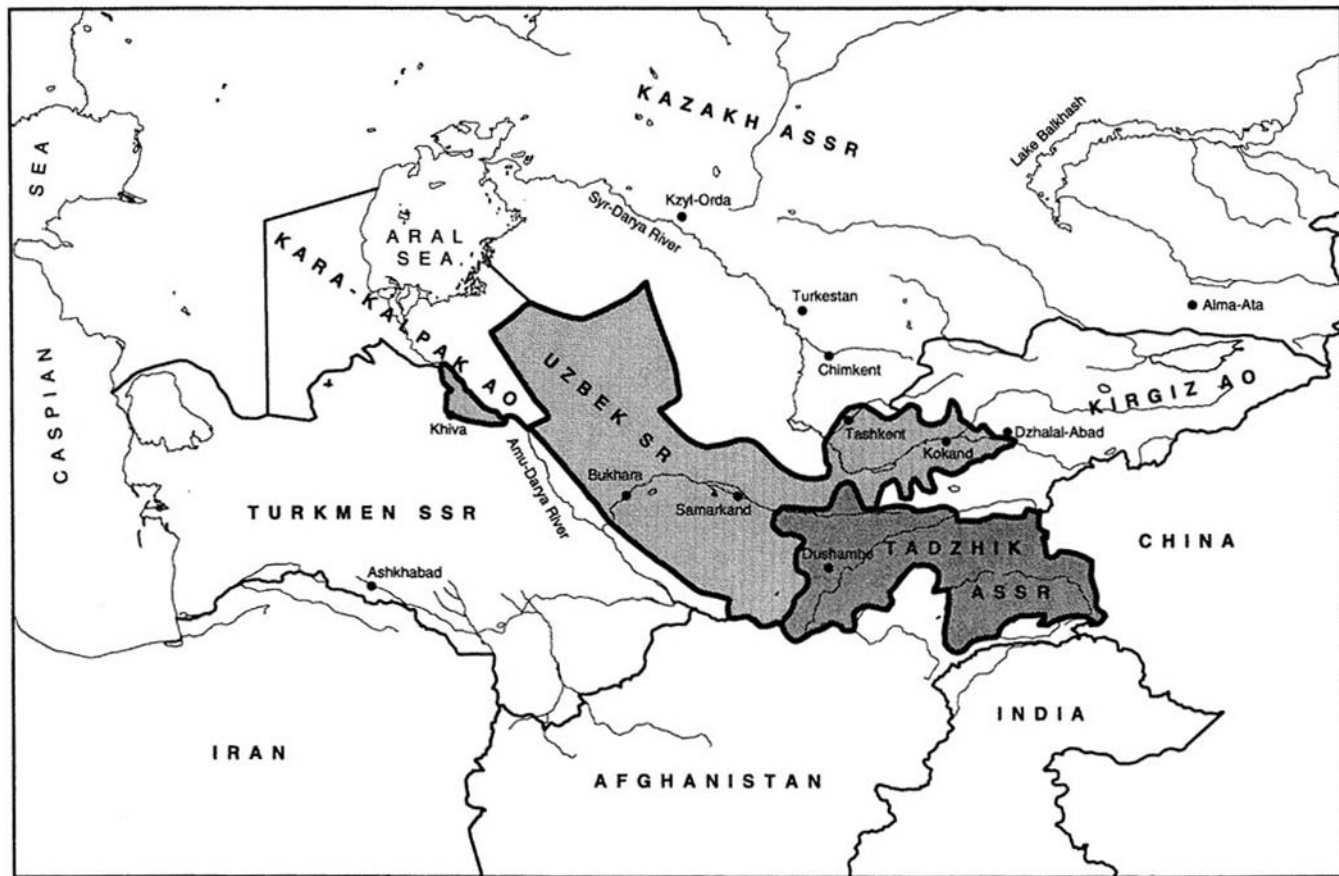 KAZAKH ASSR
Lake Balkhash
SEA
Kzyl-Orda
Syr-Darya River
ARAL
SEA
KARA-KALPAK AO
Turkestan
Alma-Ata
CASPIAN
UZBEK SR
Chimkent
KIRGIZ AO
Khiva
Tashkent
Dzhalal-Abad
Kokand
Amu-Darya River
Bukhara
Samarkand
TURKMEN SSR
CHINA
Dushambe
TADZHIK
ASSR
Ashkhabad
INDIA
IRAN
AFGHANISTAN